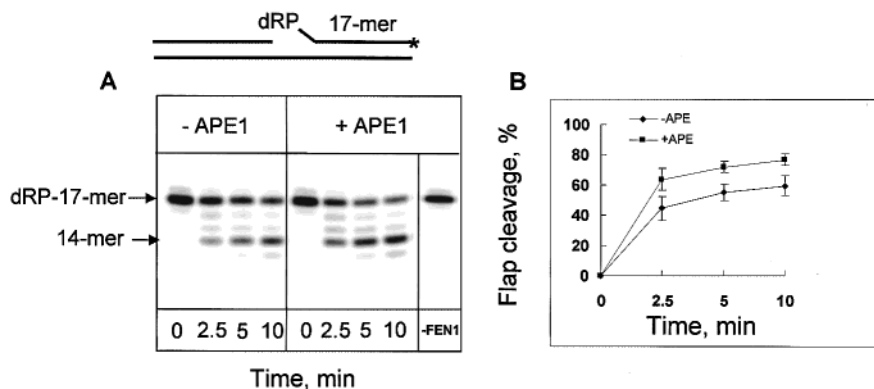 dRP 17-mer
*
A
- APE1 + APE1
dRP-17-mer
14-mer
0 2.5 5 10 0 2.5 5 10 -FEN1
Time, min
B
-APE
+APE
Flap cleavage, %
100
80
60
40
20
0
0 2.5 5 10
Time, min